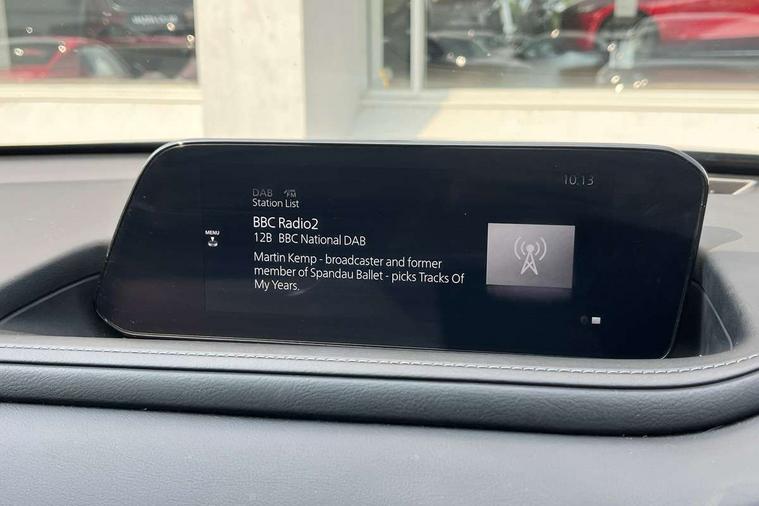 10:13
DAB FM
Station List
BBC Radio2
12B BBC National DAB
MENU
Martin Kemp - broadcaster and former
member of Spandau Ballet - picks Tracks Of
My Years.